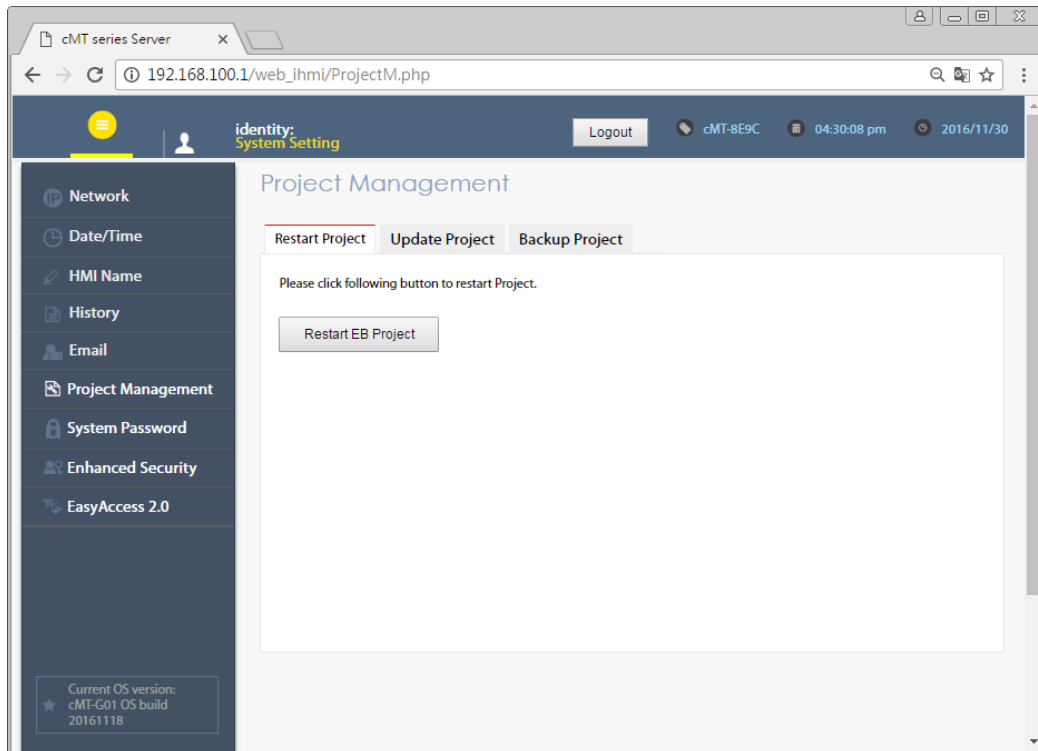 cMT series Server
192.168.100.1/web_ihmi/ProjectM.php
identity:
System Setting
Logout
cMT-8E9C
04:30:08 pm
2016/11/30
Network
Date/Time
HMI Name
History
Email
Project Management
System Password
Enhanced Security
EasyAccess 2.0
Current OS version:
cMT-G01 OS build
20161118
Project Management
Restart Project
Update Project
Backup Project
Please click following button to restart Project.
Restart EB Project